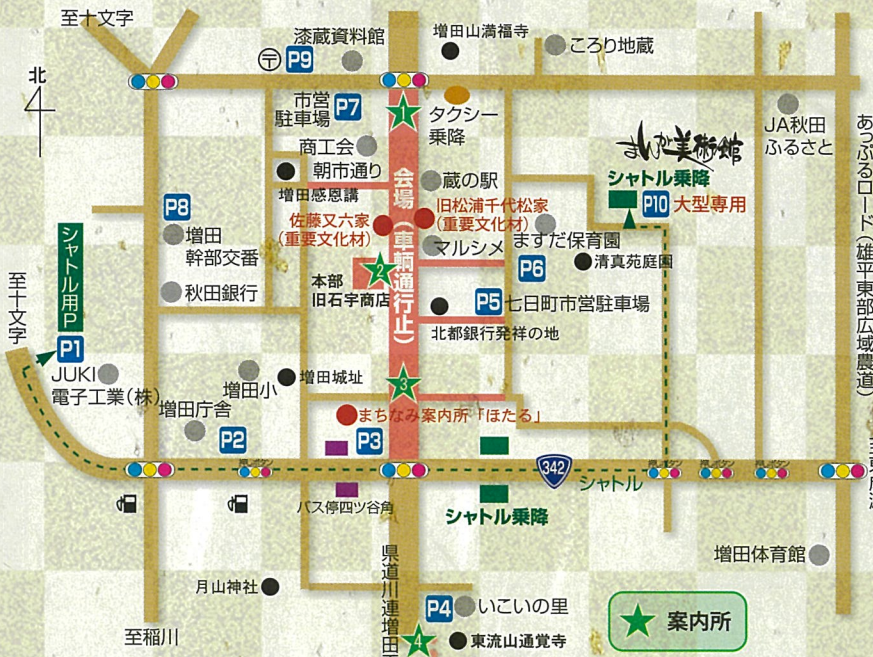 至十文字
漆蔵資料館
〒 P9
増田山満福寺
ころり地蔵
北
市営
駐車場
P7
1
タクシー
乗降
JA秋田
ふるさと
商工会
朝市通り
増田感恩講
蔵の駅
まんが美術館
シャトル乗降
P10 大型専用
あっぷるロード(雄平東部広域農道)
P8
増田
幹部交番
佐藤又六家
(重要文化材)
旧松浦千代松家
(重要文化材)
会場(車輌通行止)
マルシメ
ますだ保育園
P6
清真苑庭園
シャトル用P
至十文字
秋田銀行
2
本部
旧石宇商店
P5 七日町市営駐車場
北都銀行発祥の地
P1
JUKI
電子工業(株)
増田小
増田城址
3
まちなみ案内所「ほたる」
増田庁舎
P2
P3
342
シャトル
バス停四ツ谷角
シャトル乗降
県道川連増田
増田体育館
月山神社
至稲川
P4
いこいの里
4
東流山通覚寺
案内所